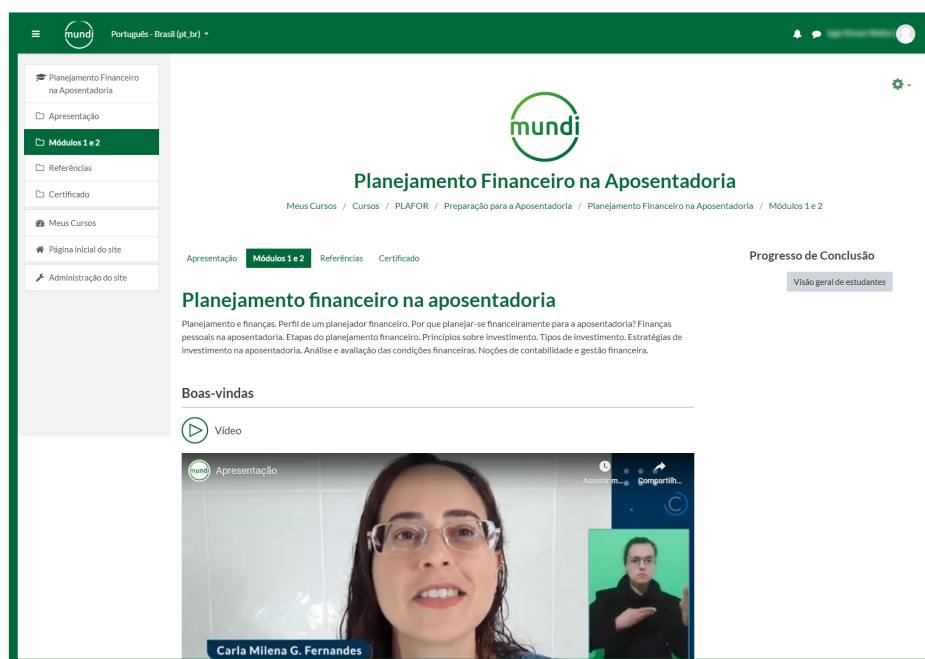 mundi
Português - Brasil (pt_br)
Planejamento Financeiro
na Aposentadoria
Apresentação
Módulos 1 e 2
Referências
Certificado
Meus Cursos
Página inicial do site
Administração do site
mundi
Planejamento Financeiro na Aposentadoria
Meus Cursos / Cursos / PLAFOR / Preparação para a Aposentadoria / Planejamento Financeiro na Aposentadoria / Módulos 1 e 2
Apresentação Módulos 1 e 2 Referências Certificado
Planejamento financeiro na aposentadoria
Planejamento e finanças. Perfil de um planejador financeiro. Por que planejar-se financeiramente para a aposentadoria? Finanças
pessoais na aposentadoria. Etapas do planejamento financeiro. Princípios sobre investimento. Tipos de investimento. Estratégias de
investimento na aposentadoria. Análise e avaliação das condições financeiras. Noções de contabilidade e gestão financeira.
Boas-vindas
Vídeo
mundi Apresentação
Assistir m... Compartilh...
Carla Milena G. Fernandes
Progresso de Conclusão
Visão geral de estudantes